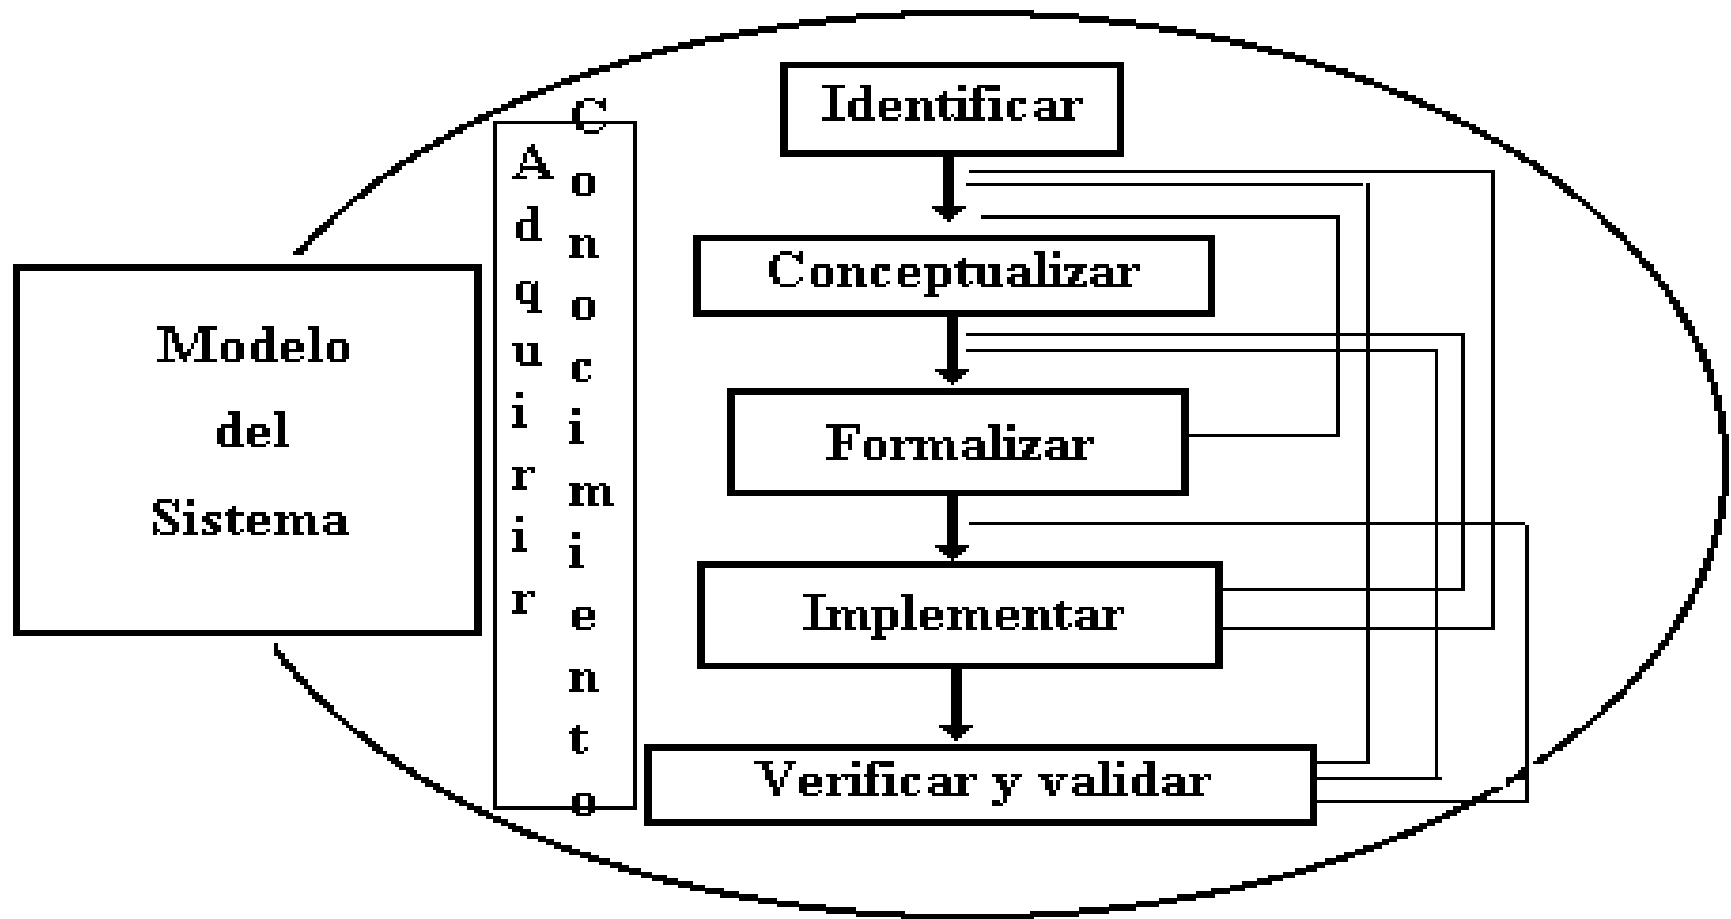 Modelo
del
Sistema
Adquirir
Conocimiento
Identificar
Conceptualizar
Formalizar
Implementar
Verificar y validar